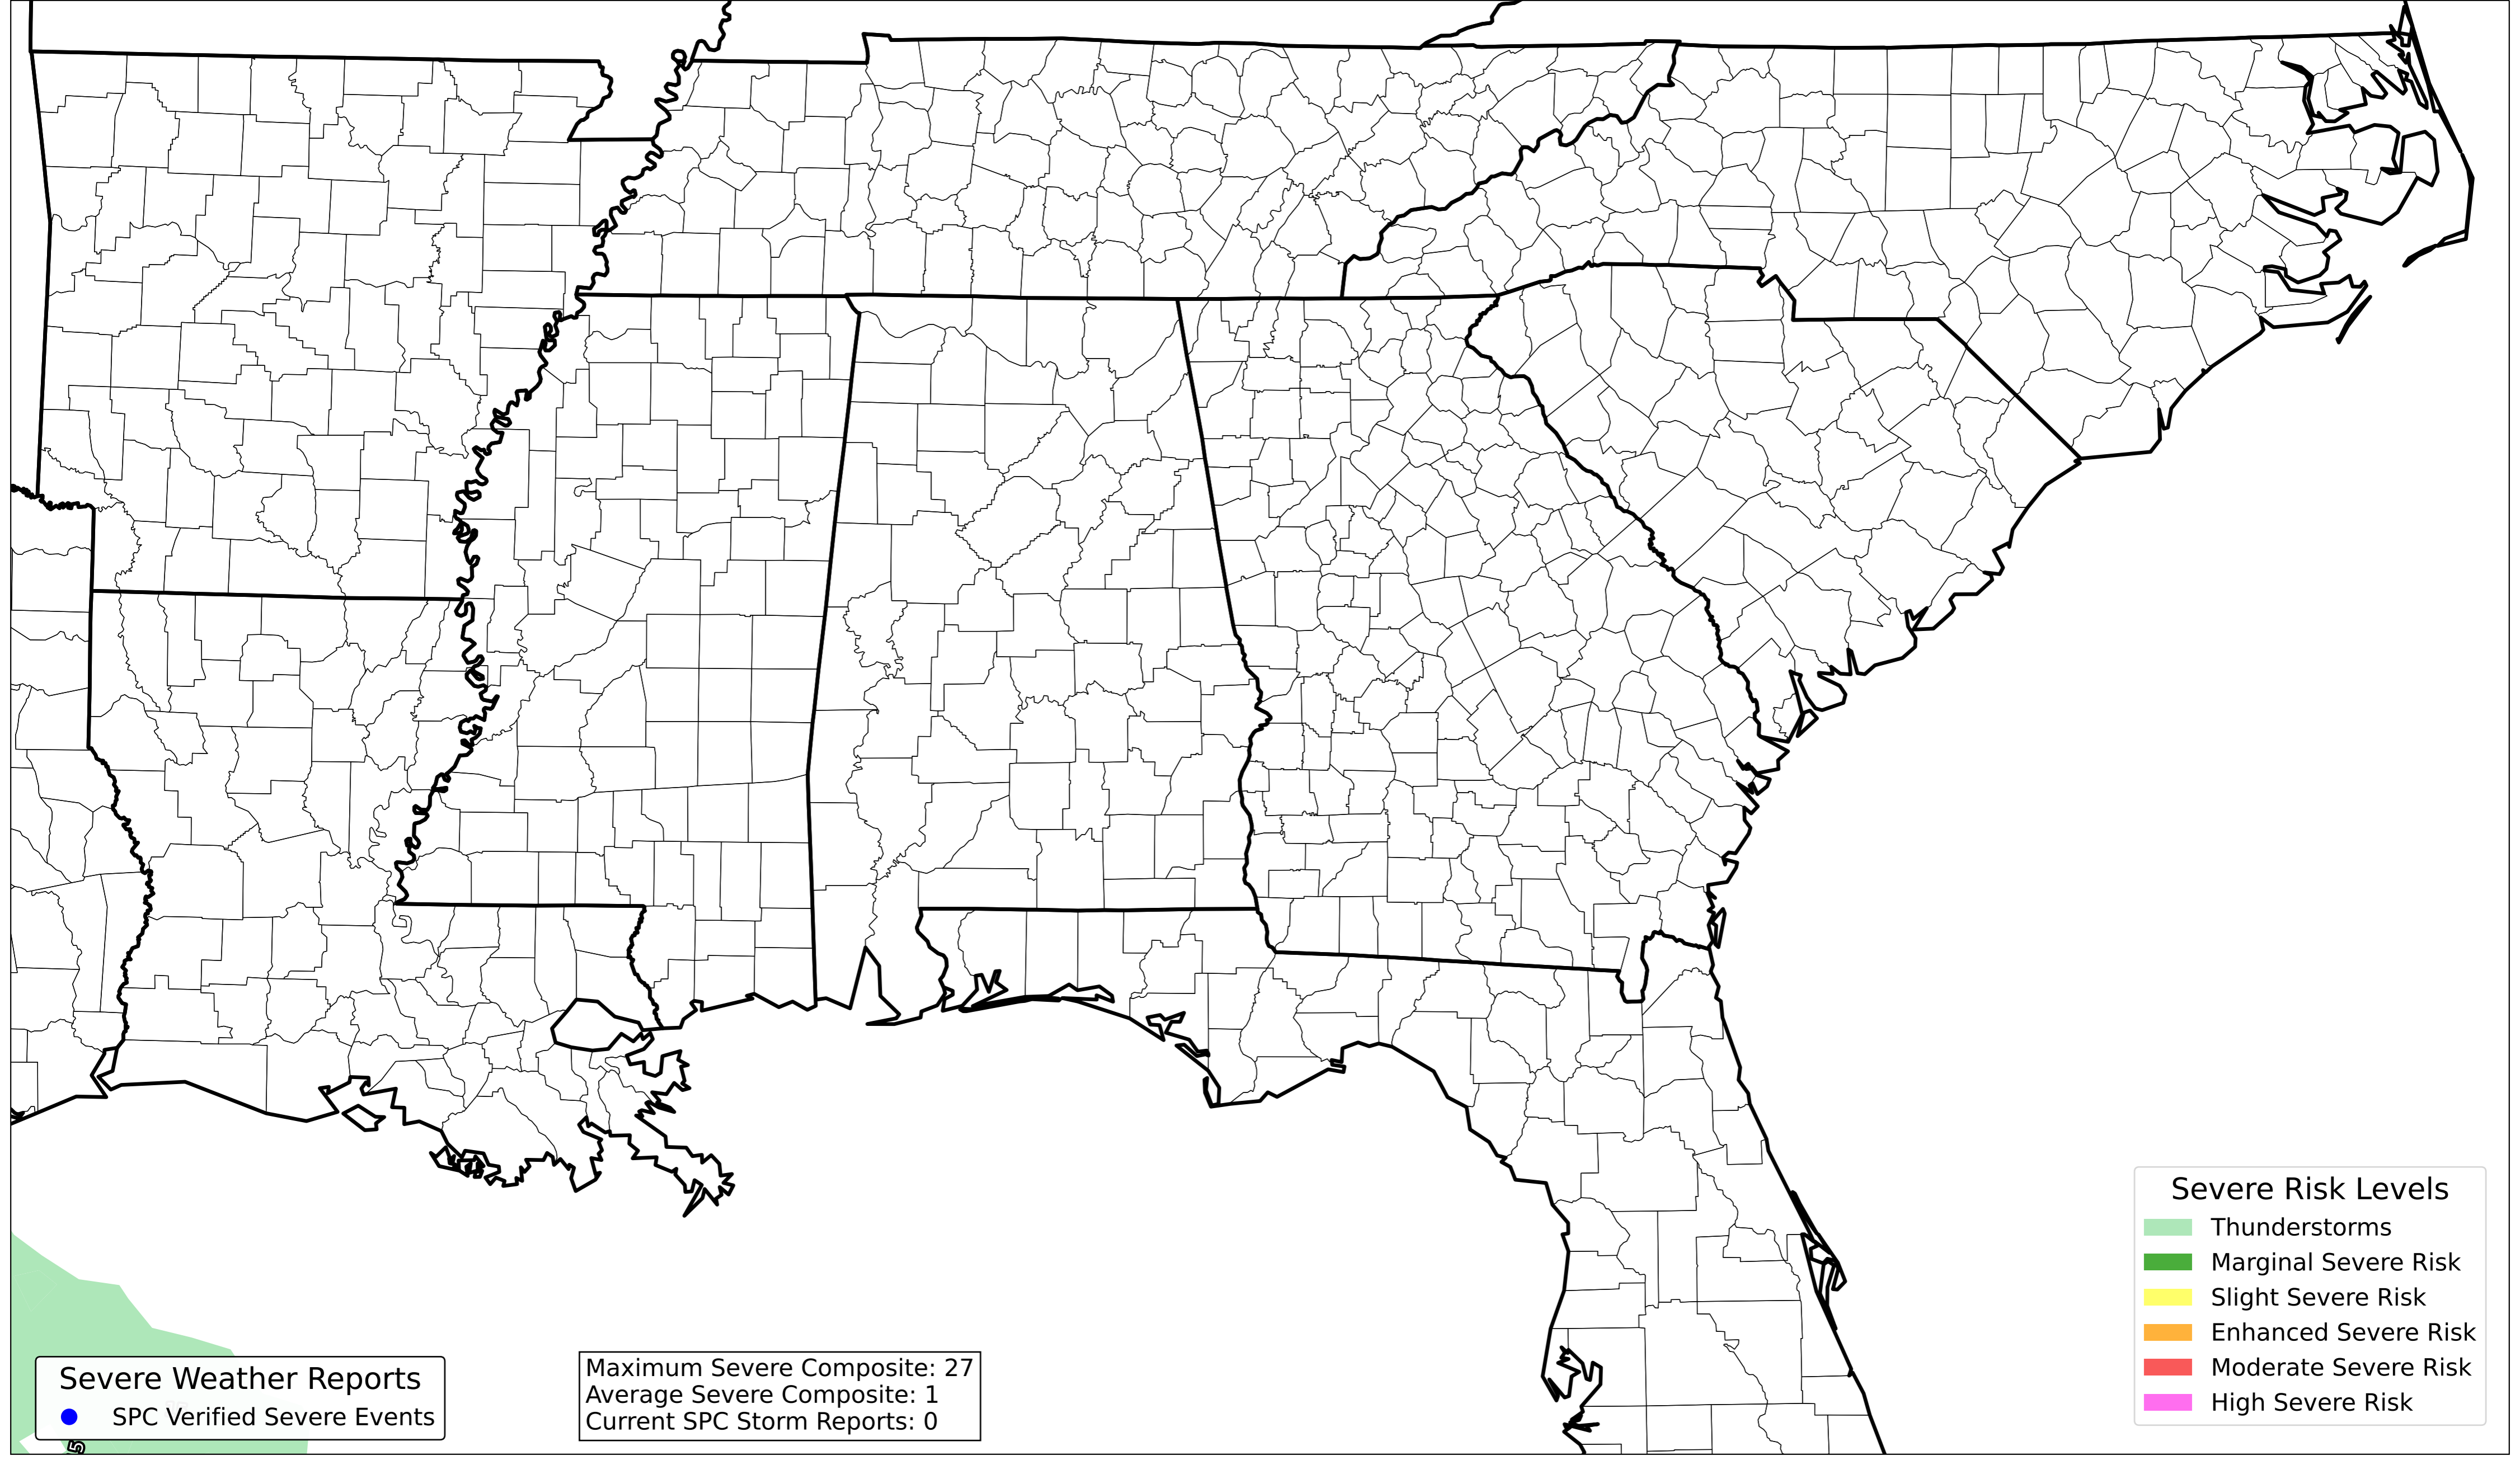 Severe Weather Reports
SPC Verified Severe Events
5
Maximum Severe Composite: 27
Average Severe Composite: 1
Current SPC Storm Reports: 0
Severe Risk Levels
Thunderstorms
Marginal Severe Risk
Slight Severe Risk
Enhanced Severe Risk
Moderate Severe Risk
High Severe Risk